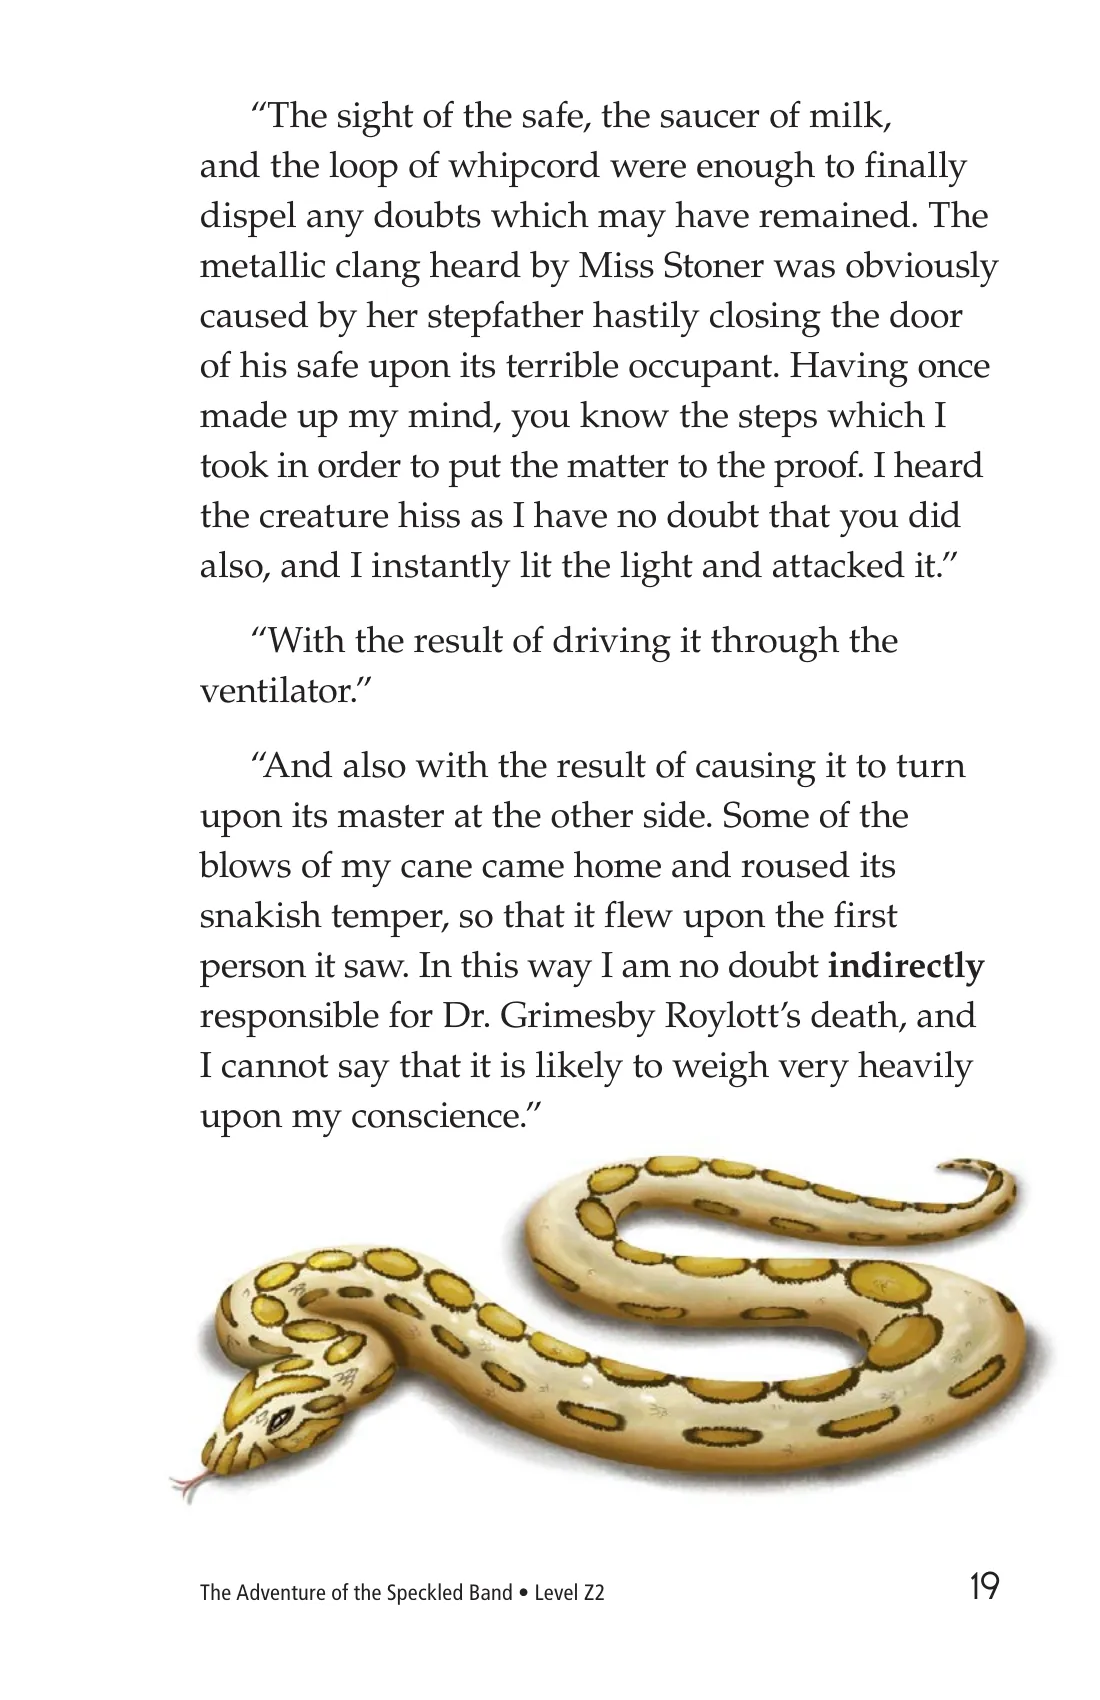 “The sight of the safe, the saucer of milk,
and the loop of whipcord were enough to finally
dispel any doubts which may have remained. The
metallic clang heard by Miss Stoner was obviously
caused by her stepfather hastily closing the door
of his safe upon its terrible occupant. Having once
made up my mind, you know the steps which I
took in order to put the matter to the proof. I heard
the creature hiss as I have no doubt that you did
also, and I instantly lit the light and attacked it.”
“With the result of driving it through the
ventilator.”
“And also with the result of causing it to turn
upon its master at the other side. Some of the
blows of my cane came home and roused its
snakish temper, so that it flew upon the first
person it saw. In this way I am no doubt indirectly
responsible for Dr. Grimesby Roylott’s death, and
I cannot say that it is likely to weigh very heavily
upon my conscience.”
The Adventure of the Speckled Band • Level Z2
19